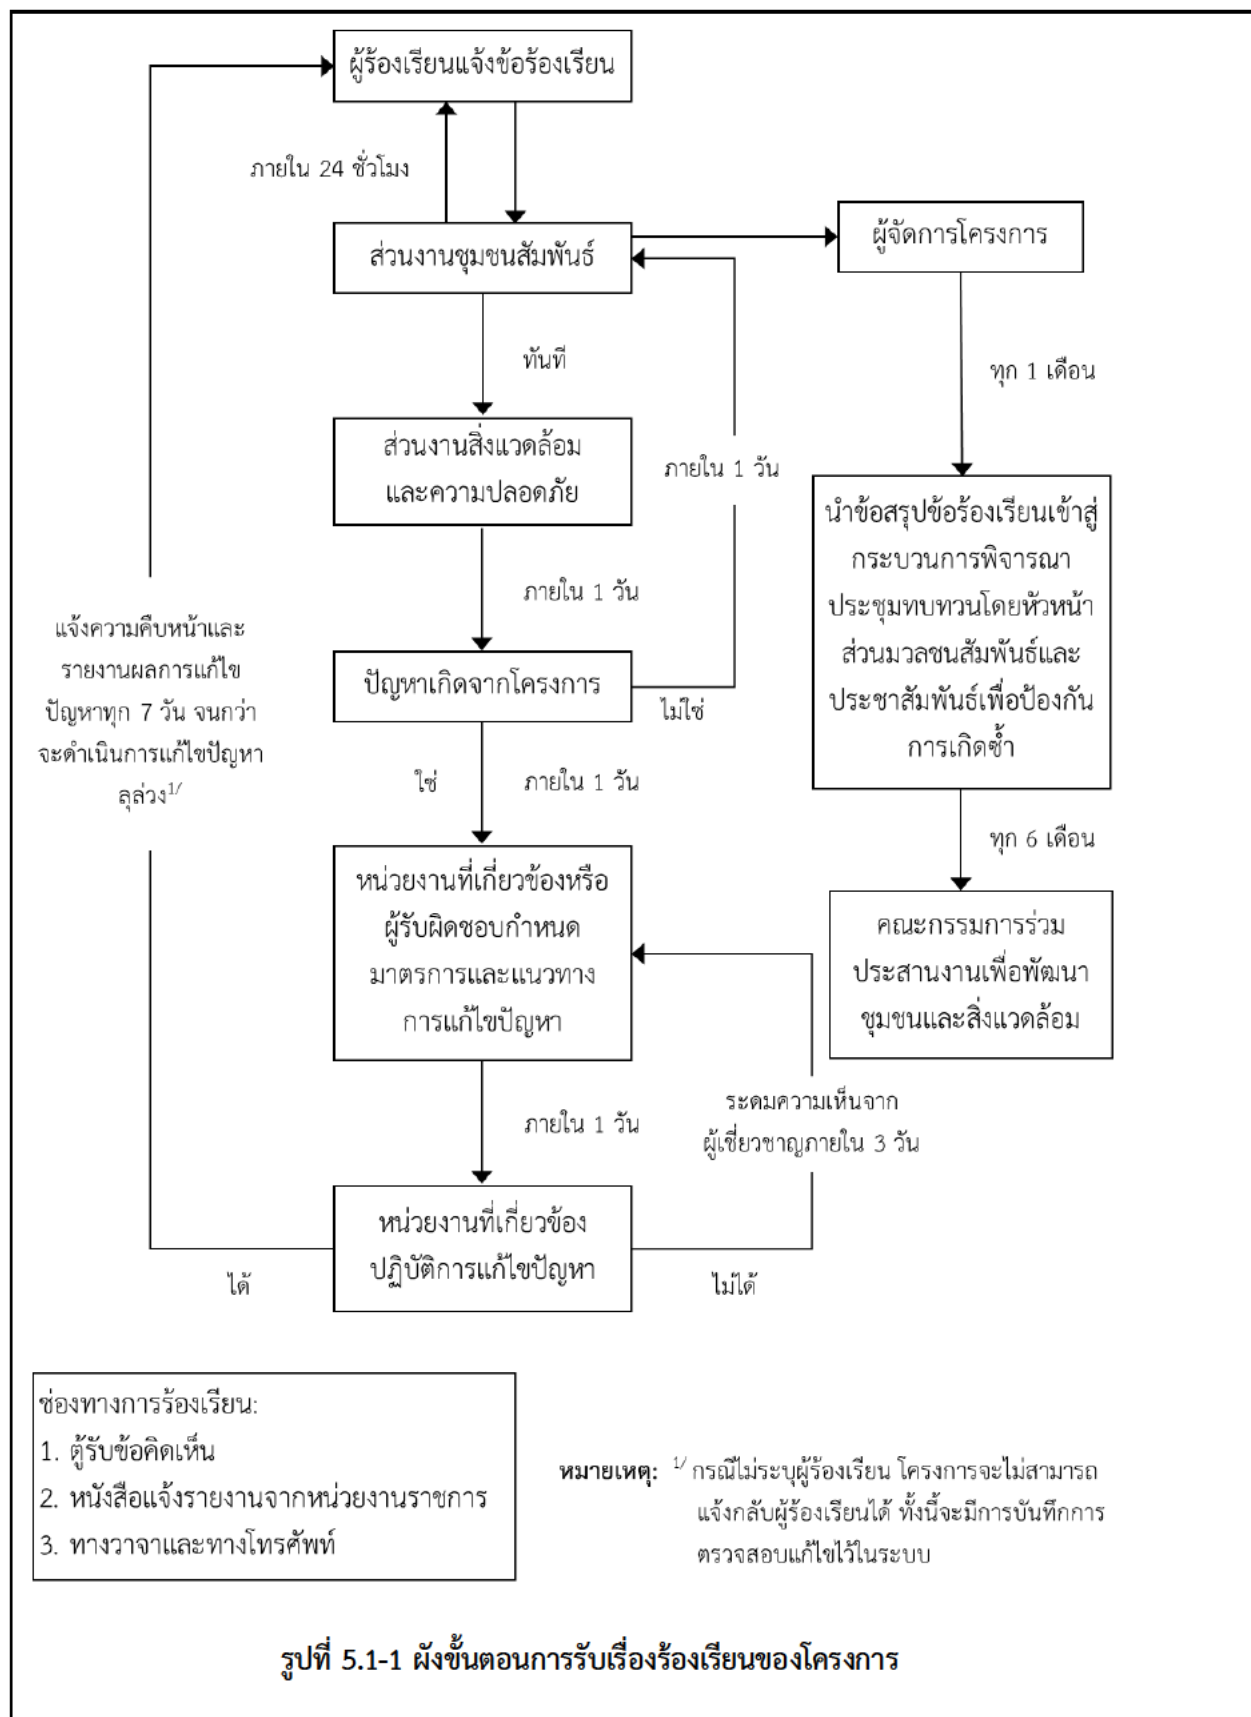 ผู้ร้องเรียนแจ้งข้อร้องเรียน
ภายใน 24 ชั่วโมง
ส่วนงานชุมชนสัมพันธ์
ผู้จัดการโครงการ
ทันที
ทุก 1 เดือน
ส่วนงานสิ่งแวดล้อม
และความปลอดภัย
ภายใน 1 วัน
นำข้อสรุปข้อร้องเรียนเข้าสู่
กระบวนการพิจารณา
ประชุมทบทวนโดยหัวหน้า
ส่วนมวลชนสัมพันธ์และ
ประชาสัมพันธ์เพื่อป้องกัน
การเกิดซ้ำ
ภายใน 1 วัน
แจ้งความคืบหน้าและ
รายงานผลการแก้ไข
ปัญหาทุก 7 วัน จนกว่า
จะดำเนินการแก้ไขปัญหา
ลุล่วง1/
ปัญหาเกิดจากโครงการ
ไม่ใช่
ใช่
ภายใน 1 วัน
ทุก 6 เดือน
หน่วยงานที่เกี่ยวข้องหรือ
ผู้รับผิดชอบกำหนด
มาตรการและแนวทาง
การแก้ไขปัญหา
คณะกรรมการร่วม
ประสานงานเพื่อพัฒนา
ชุมชนและสิ่งแวดล้อม
ภายใน 1 วัน
ระดมความเห็นจาก
ผู้เชี่ยวชาญภายใน 3 วัน
หน่วยงานที่เกี่ยวข้อง
ปฏิบัติการแก้ไขปัญหา
ได้
ไม่ได้
ช่องทางการร้องเรียน:
1. ตู้รับข้อคิดเห็น
2. หนังสือแจ้งรายงานจากหน่วยงานราชการ
3. ทางวาจาและทางโทรศัพท์
หมายเหตุ: 1/ กรณีไม่ระบุผู้ร้องเรียน โครงการจะไม่สามารถ
แจ้งกลับผู้ร้องเรียนได้ ทั้งนี้จะมีการบันทึกการ
ตรวจสอบแก้ไขไว้ในระบบ
รูปที่ 5.1-1 ผังขั้นตอนการรับเรื่องร้องเรียนของโครงการ